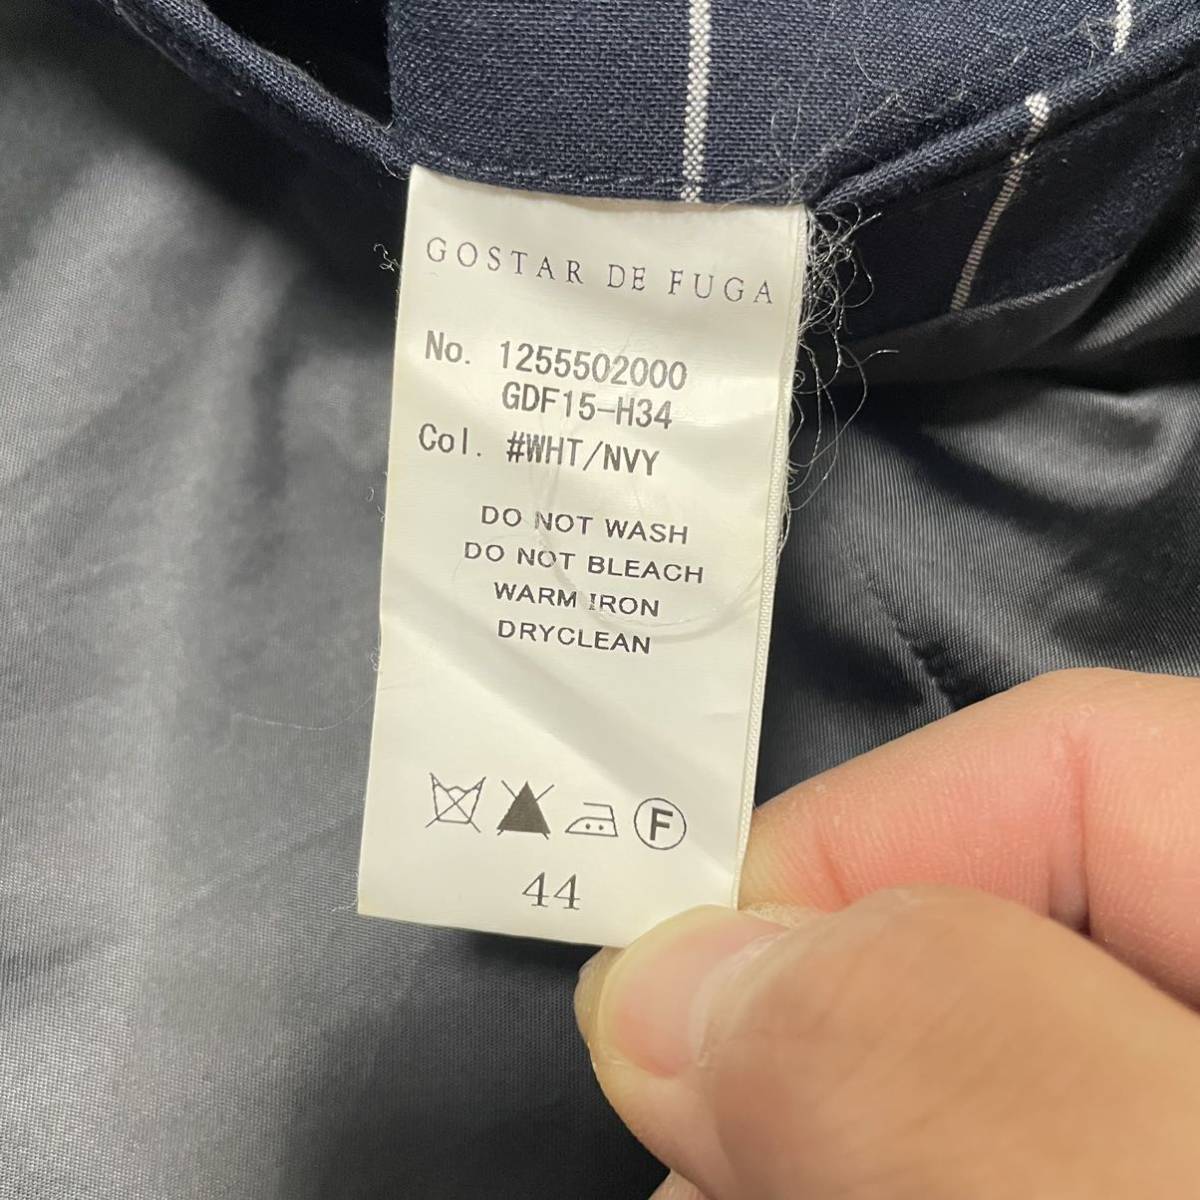 GOSTAR DE FUGA
No. 1255502000
GDF15-H34
Col. #WHT/NVY
DO NOT WASH
DO NOT BLEACH
WARM IRON
DRYCLEAN
F
44